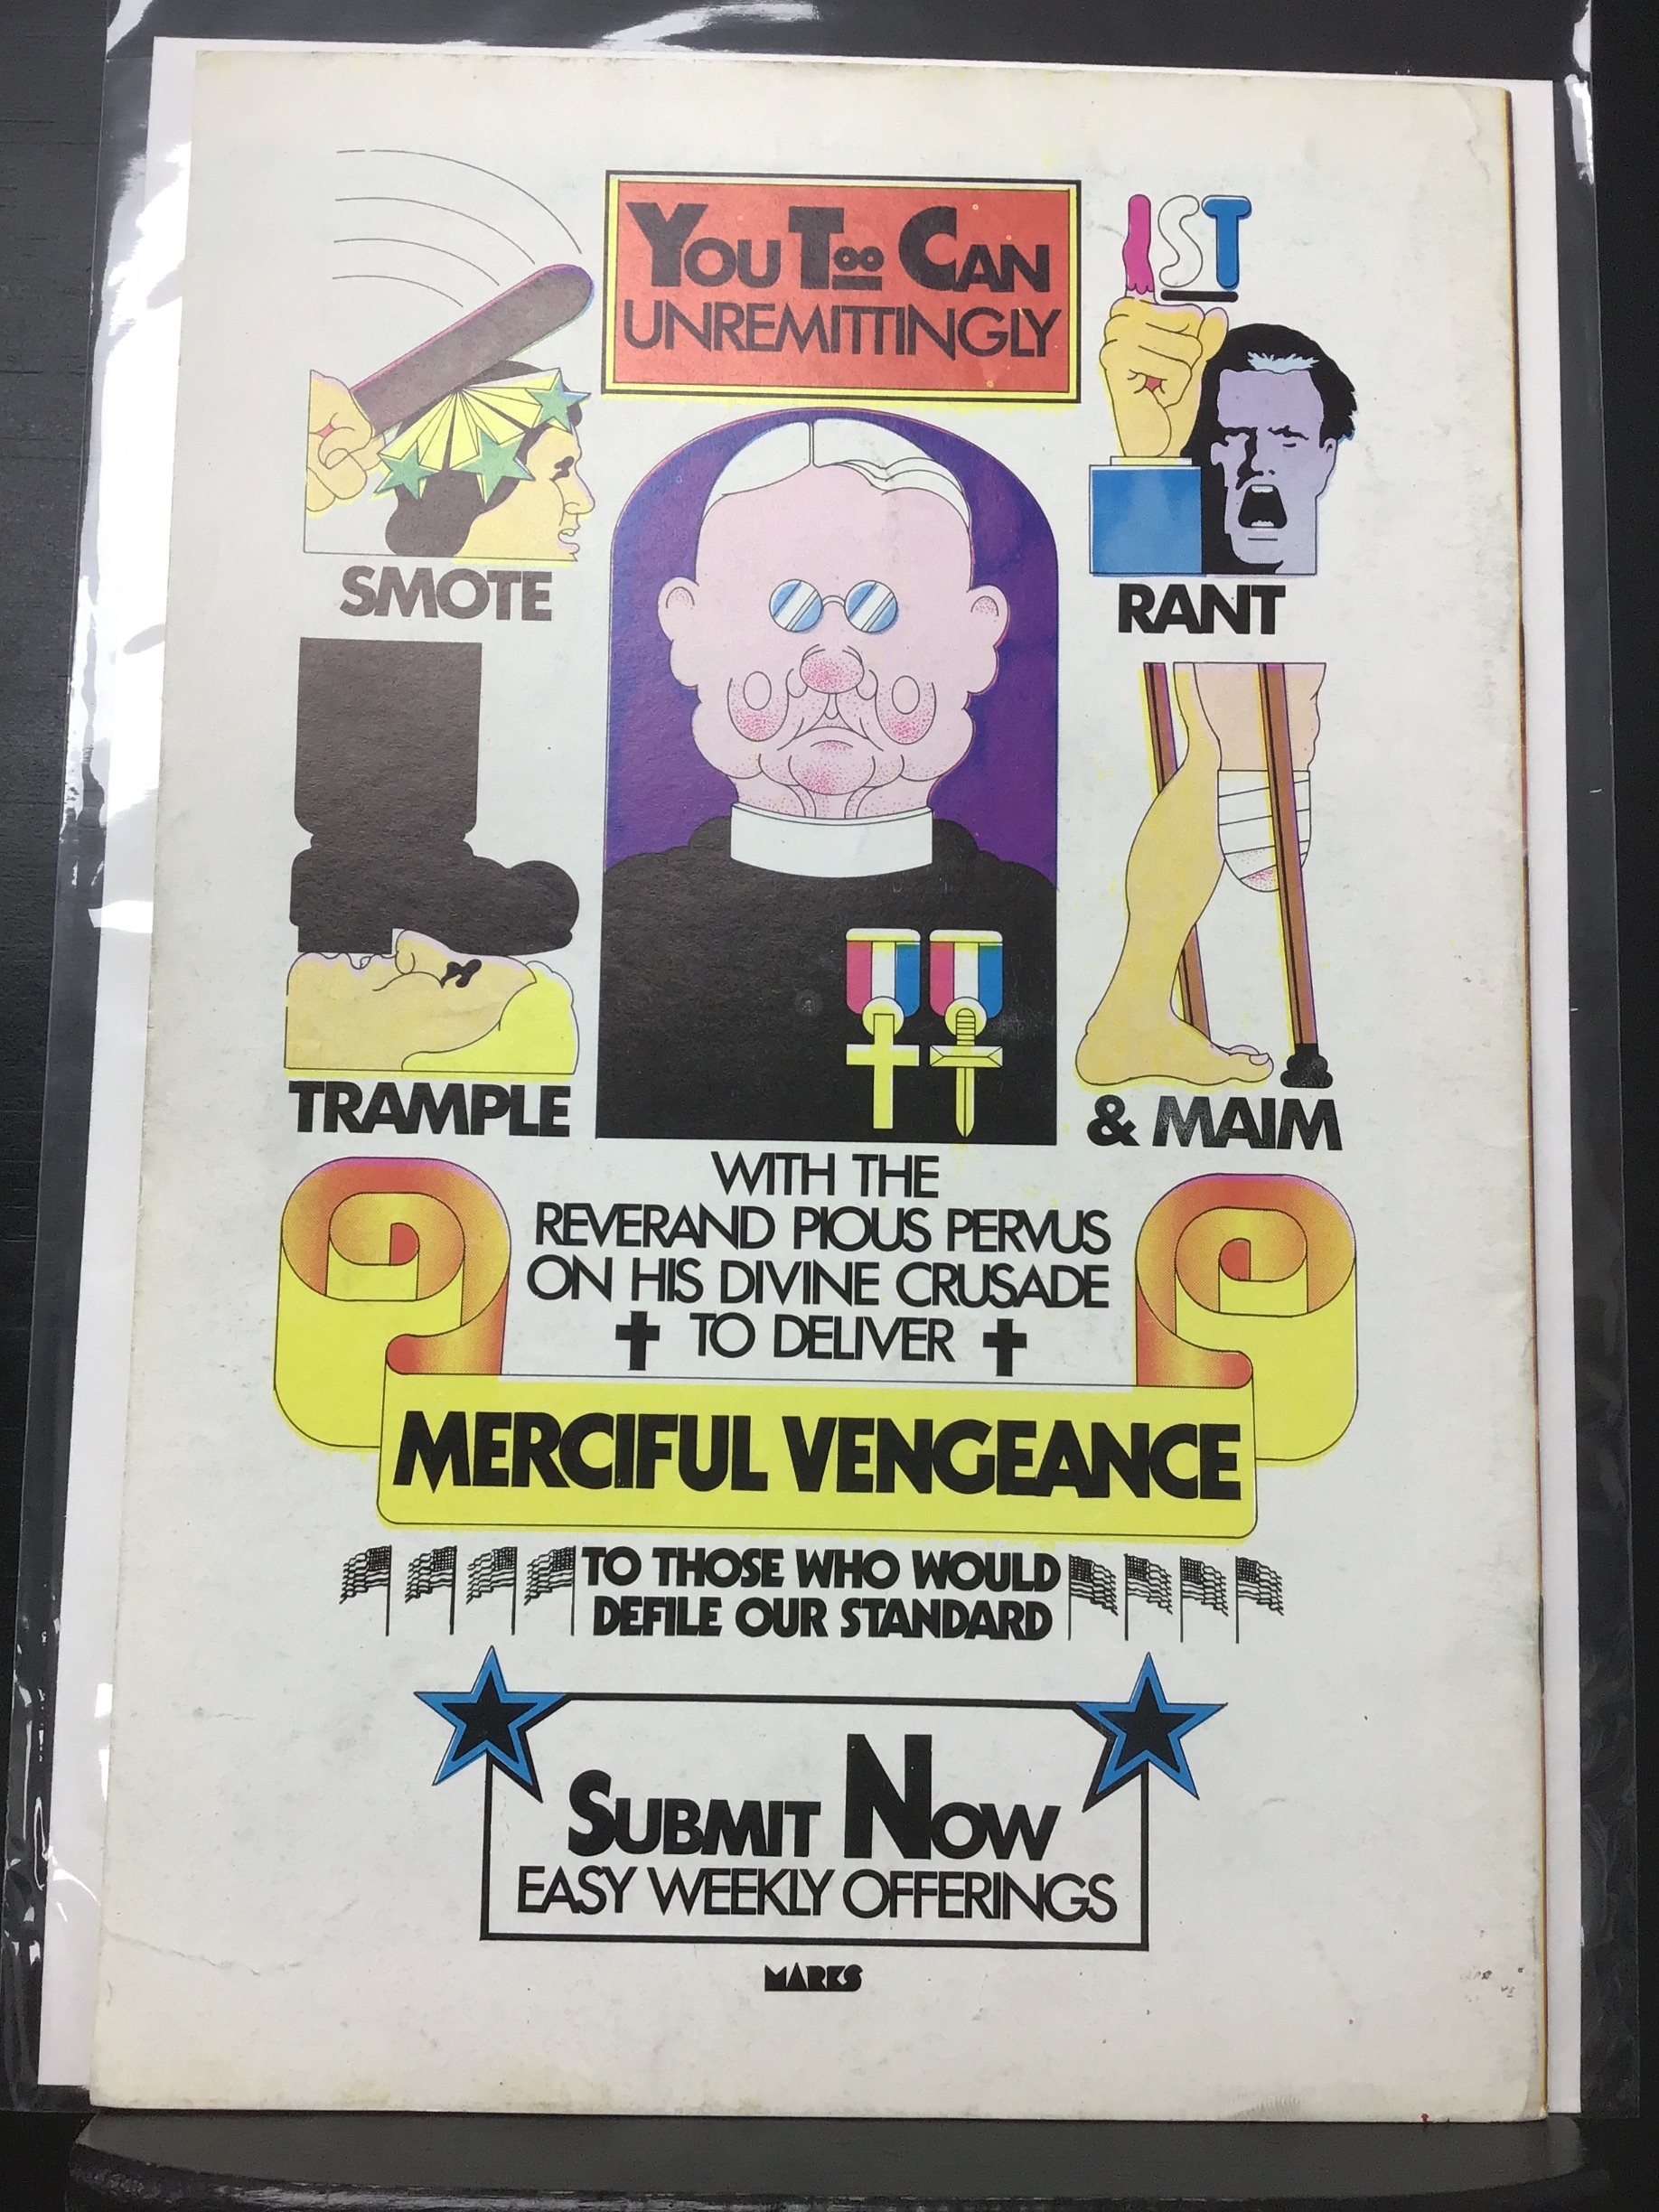 YOU TOO CAN
UNREMITTINGLY
1ST
SMOTE
RANT
TRAMPLE
& MAIM
WITH THE
REVERAND PIOUS PERVUS
ON HIS DIVINE CRUSADE
TO DELIVER
MERCIFUL VENGEANCE
TO THOSE WHO WOULD
DEFILE OUR STANDARD
SUBMIT NOW
EASY WEEKLY OFFERINGS
MARKS